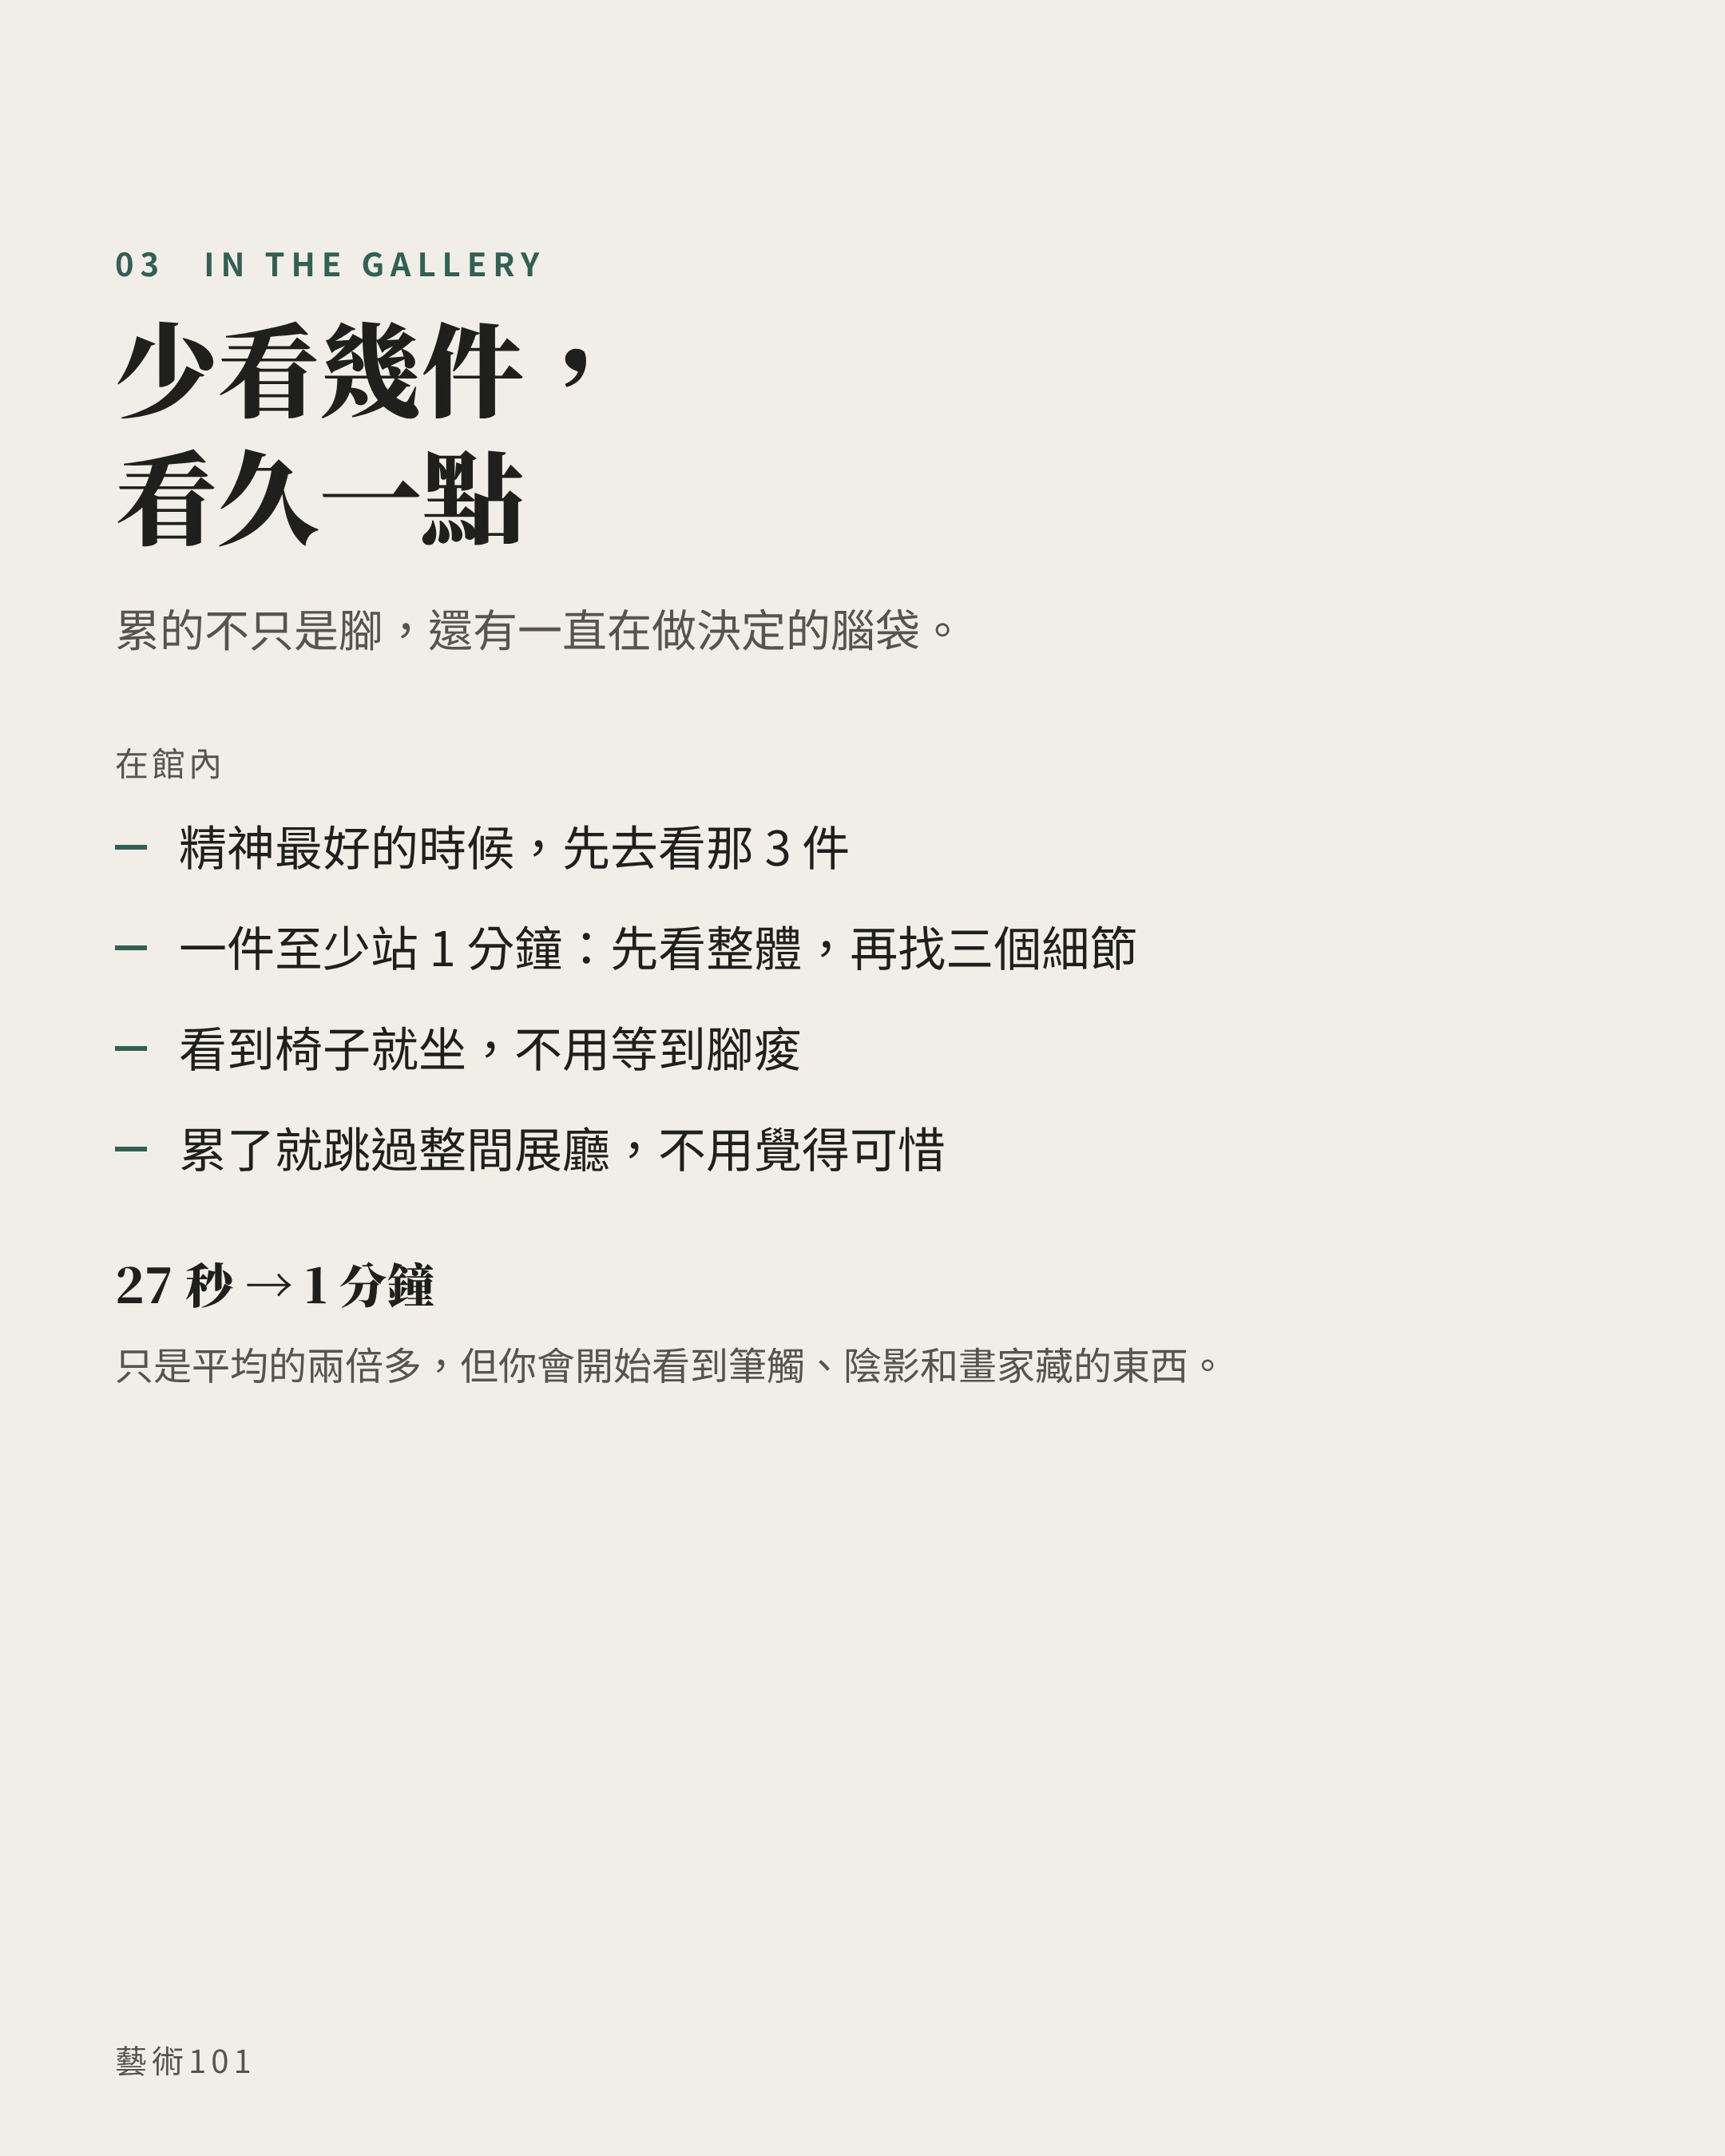 03 IN THE GALLERY
少看幾件，
看久一點
累的不只是腳，還有一直在做決定的腦袋。
在館內
精神最好的時候，先去看那 3 件
一件至少站 1 分鐘：先看整體，再找三個細節
看到椅子就坐，不用等到腳痠
累了就跳過整間展廳，不用覺得可惜
27 秒 → 1 分鐘
只是平均的兩倍多，但你會開始看到筆觸、陰影和畫家藏的東西。
藝術101